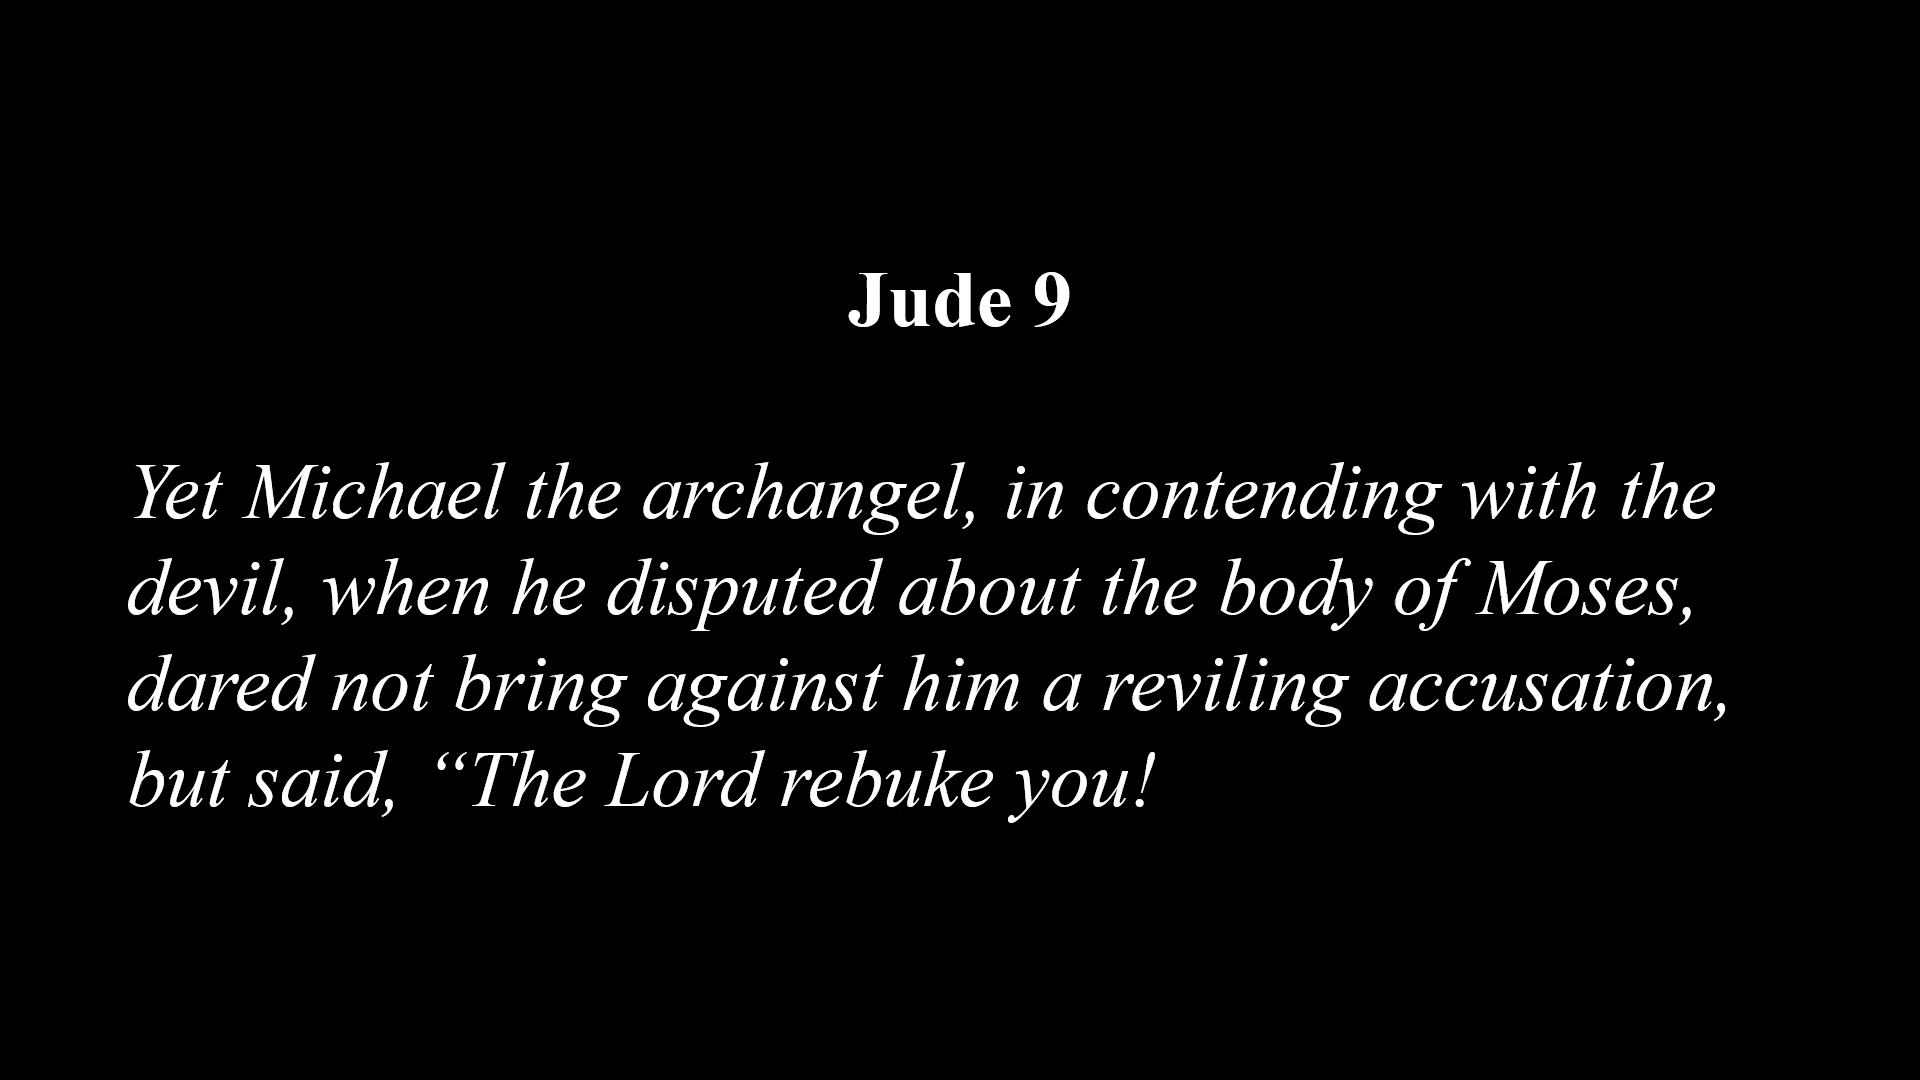 Jude 9
Yet Michael the archangel, in contending with the
devil, when he disputed about the body of Moses,
dared not bring against him a reviling accusation,
but said, “The Lord rebuke you!